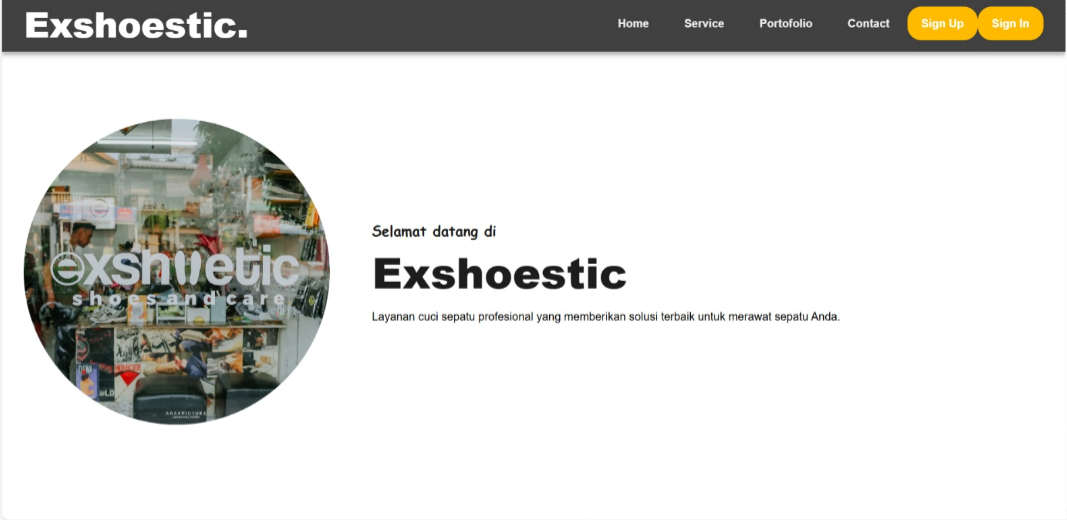 Exshoestic.
Home Service Portofolio Contact Sign Up Sign In
exshoetic
shoes and care
Selamat datang di
Exshoestic
Layanan cuci sepatu profesional yang memberikan solusi terbaik untuk merawat sepatu Anda.